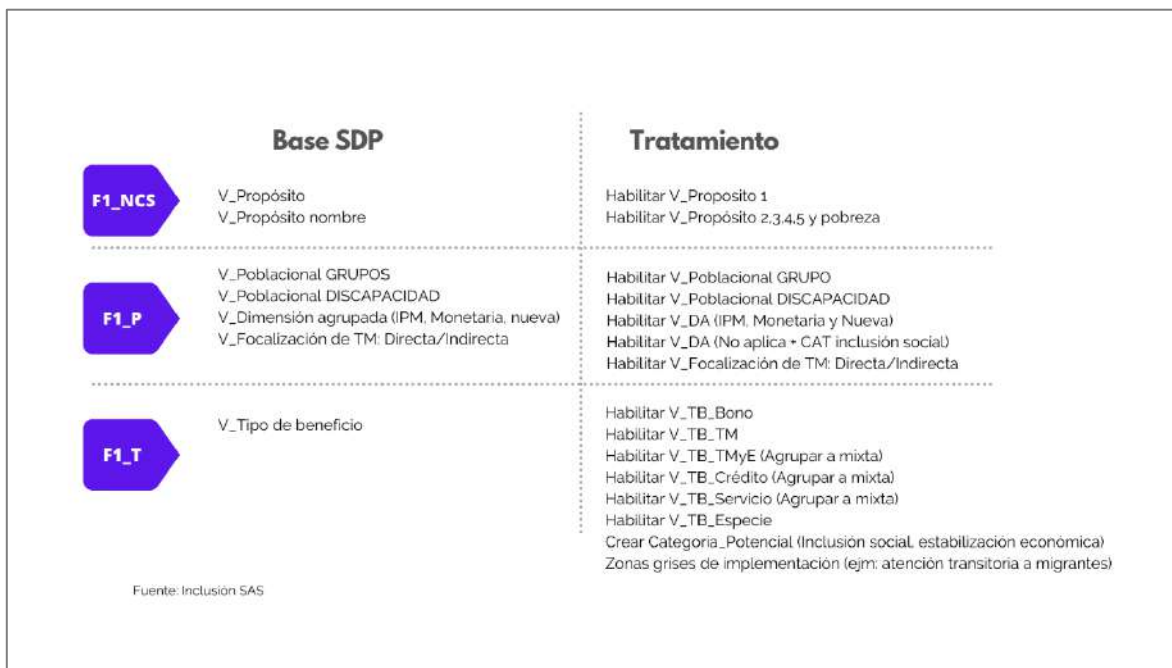 Base SDP
Tratamiento
F1_NCS
V_Propósito
V_Propósito nombre
Habilitar V_Proposito 1
Habilitar V_Propósito 2,3,4,5 y pobreza
F1_P
V_Poblacional GRUPOS
V_Poblacional DISCAPACIDAD
V_Dimensión agrupada (IPM, Monetaria, nueva)
V_Focalización de TM: Directa/Indirecta
Habilitar V_Poblacional GRUPO
Habilitar V_Poblacional DISCAPACIDAD
Habilitar V_DA (IPM, Monetaria y Nueva)
Habilitar V_DA (No aplica + CAT inclusión social)
Habilitar V_Focalización de TM: Directa/Indirecta
F1_T
V_Tipo de beneficio
Habilitar V_TB_Bono
Habilitar V_TB_TM
Habilitar V_TB_TMyE (Agrupar a mixta)
Habilitar V_TB_Crédito (Agrupar a mixta)
Habilitar V_TB_Servicio (Agrupar a mixta)
Habilitar V_TB_Especie
Crear Categoria_Potencial (Inclusión social, estabilización económica)
Zonas grises de implementación (ejm: atención transitoria a migrantes)
Fuente: Inclusión SAS